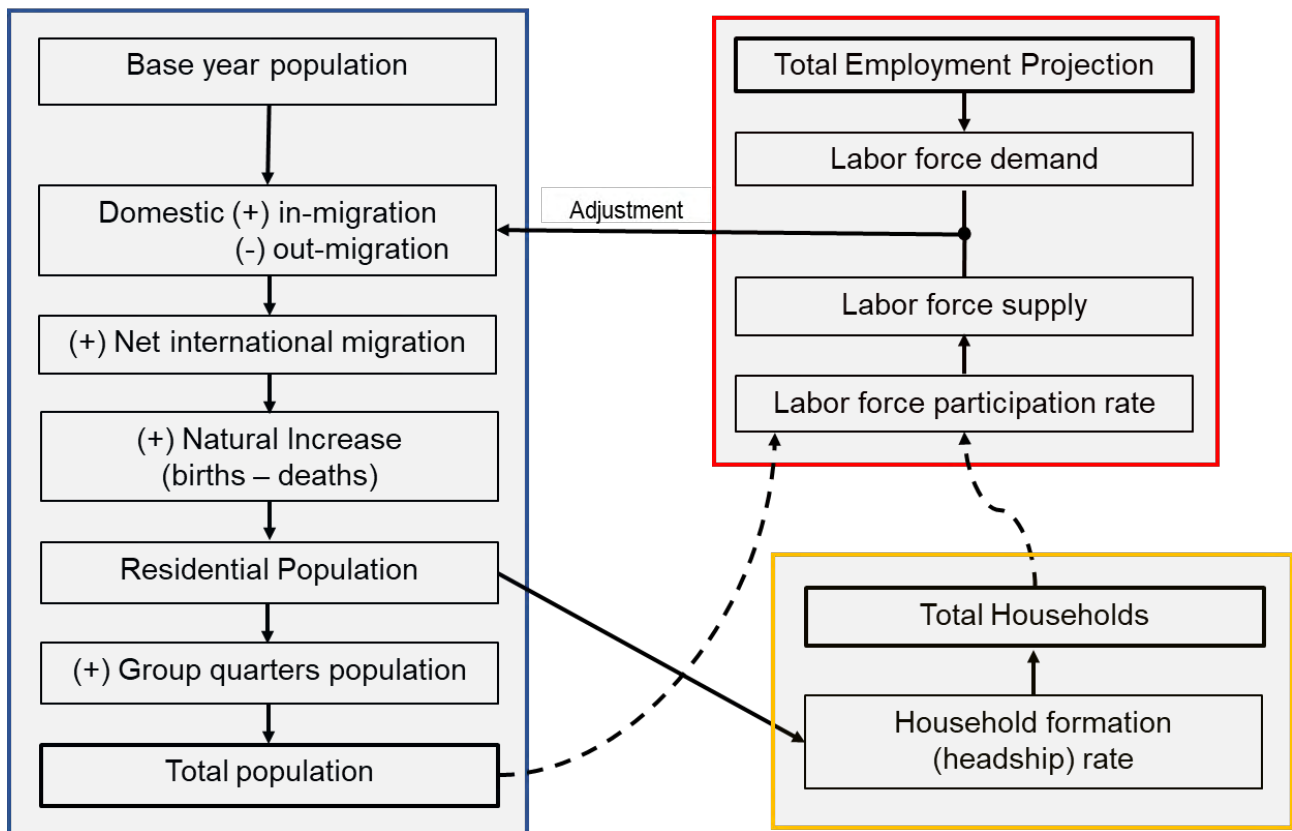 Base year population
Domestic (+) in-migration
(-) out-migration
(+) Net international migration
(+) Natural Increase
(births – deaths)
Residential Population
(+) Group quarters population
Total population
Adjustment
Total Employment Projection
Labor force demand
Labor force supply
Labor force participation rate
Total Households
Household formation
(headship) rate